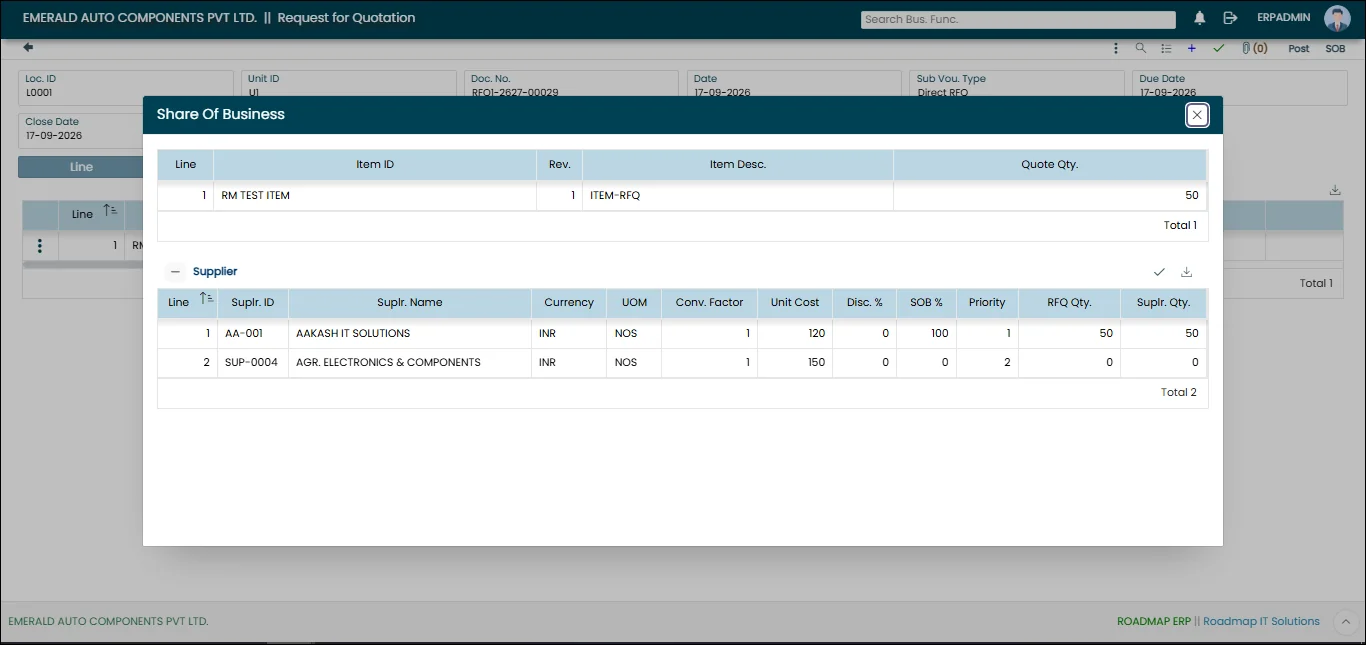 EMERALD AUTO COMPONENTS PVT LTD. || Request for Quotation
Search Bus. Func.
ERPADMIN
(0) Post SOB
Loc. ID Unit ID Doc. No. Date Sub Vou. Type Due Date
L0001 U1 RFQ1-2627-00029 17-09-2026 Direct RFQ 17-09-2026
Close Date
17-09-2026
Share Of Business
Line
Line Item ID Rev. Item Desc. Quote Qty.
1 RM TEST ITEM 1 ITEM-RFQ 50
Total 1
Line
1
Total 1
Supplier
Line Suplr. ID Suplr. Name Currency UOM Conv. Factor Unit Cost Disc. % SOB % Priority RFQ Qty. Suplr. Qty.
1 AA-001 AAKASH IT SOLUTIONS INR NOS 1 120 0 100 1 50 50
2 SUP-0004 AGR. ELECTRONICS & COMPONENTS INR NOS 1 150 0 0 2 0 0
Total 2
EMERALD AUTO COMPONENTS PVT LTD.
ROADMAP ERP || Roadmap IT Solutions